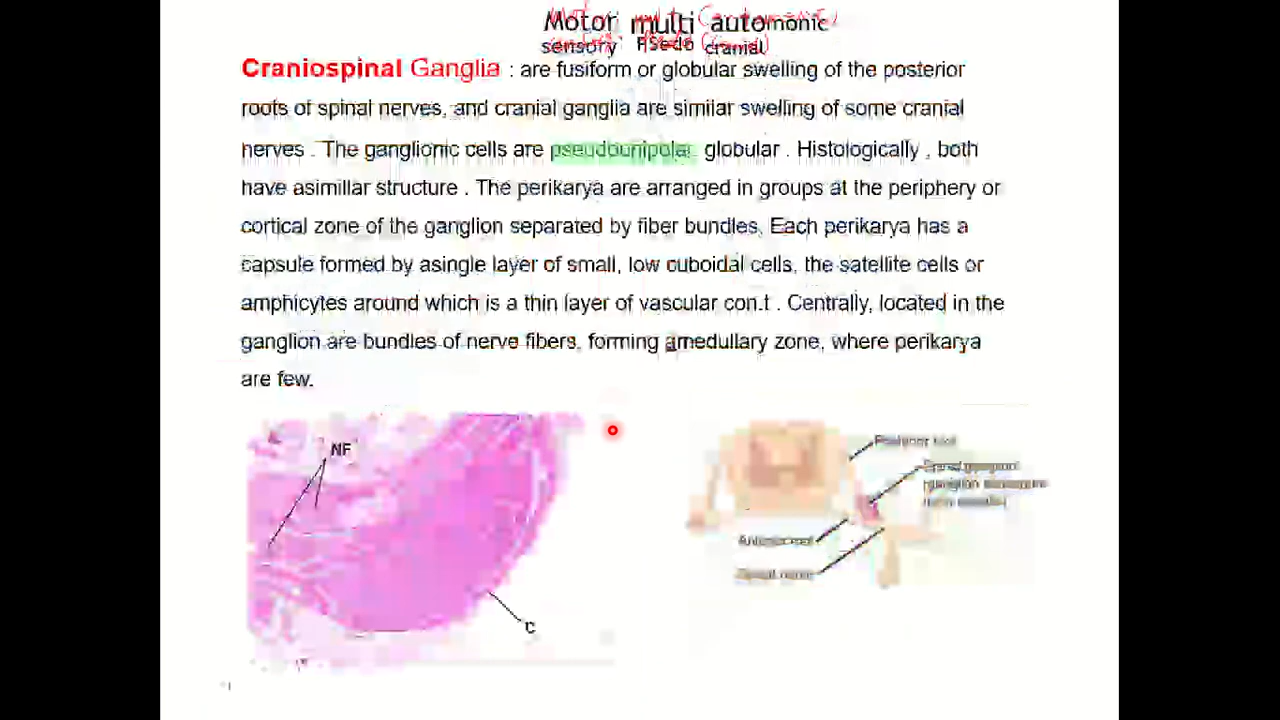 Motor multi automonic
sensory PSedo cranial
Craniospinal Ganglia : are fusiform or globular swelling of the posterior
roots of spinal nerves, and cranial ganglia are similar swelling of some cranial
nerves . The ganglionic cells are pseudounipolar globular . Histologically , both
have asimillar structure . The perikarya are arranged in groups at the periphery or
cortical zone of the ganglion separated by fiber bundles. Each perikarya has a
capsule formed by asingle layer of small, low cuboidal cells, the satellite cells or
amphicytes around which is a thin layer of vascular con.t . Centrally, located in the
ganglion are bundles of nerve fibers, forming amedullary zone, where perikarya
are few.
NF
C
Posterior root
Spinal ganglion
Anterior root
Spinal nerve